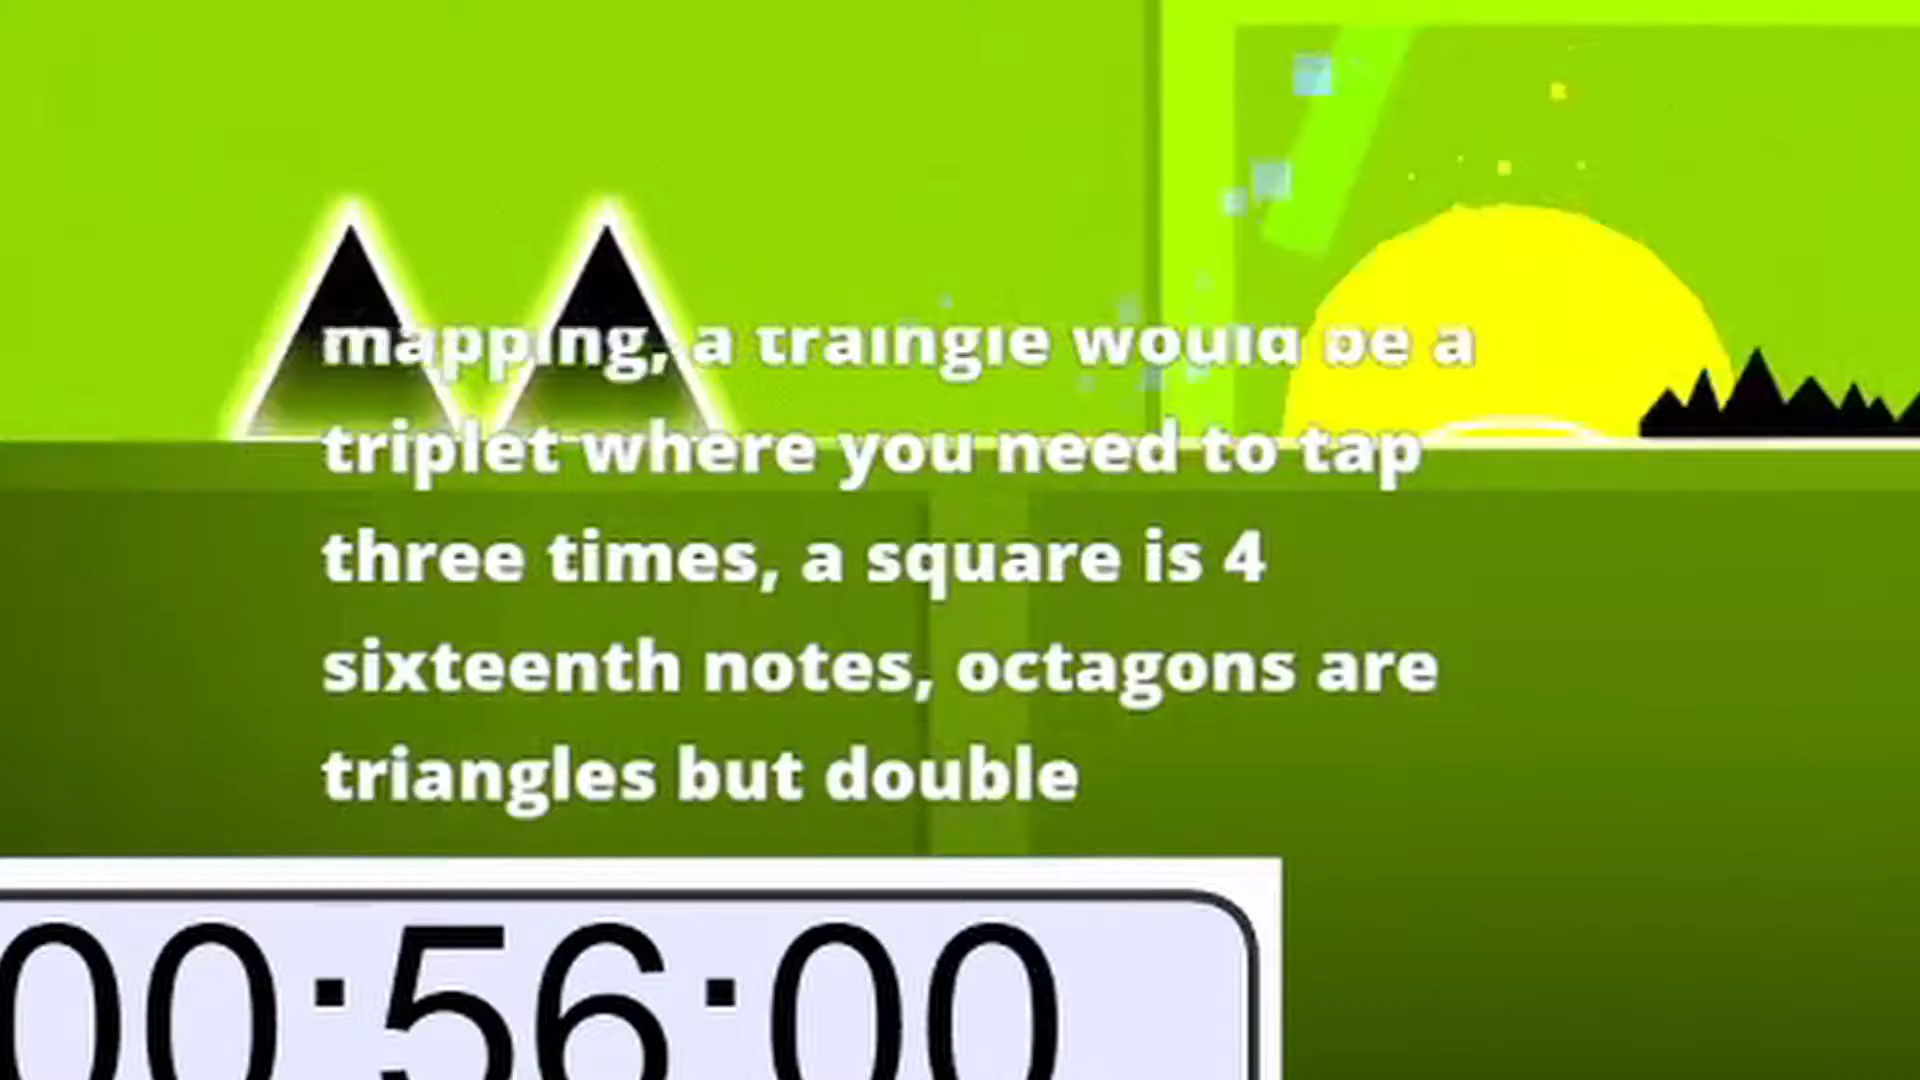 mapping, a traingle would be a
triplet where you need to tap
three times, a square is 4
sixteenth notes, octagons are
triangles but double
00:56:00